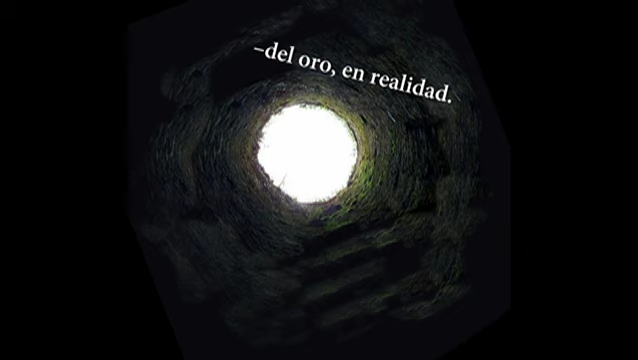 –del oro, en realidad.